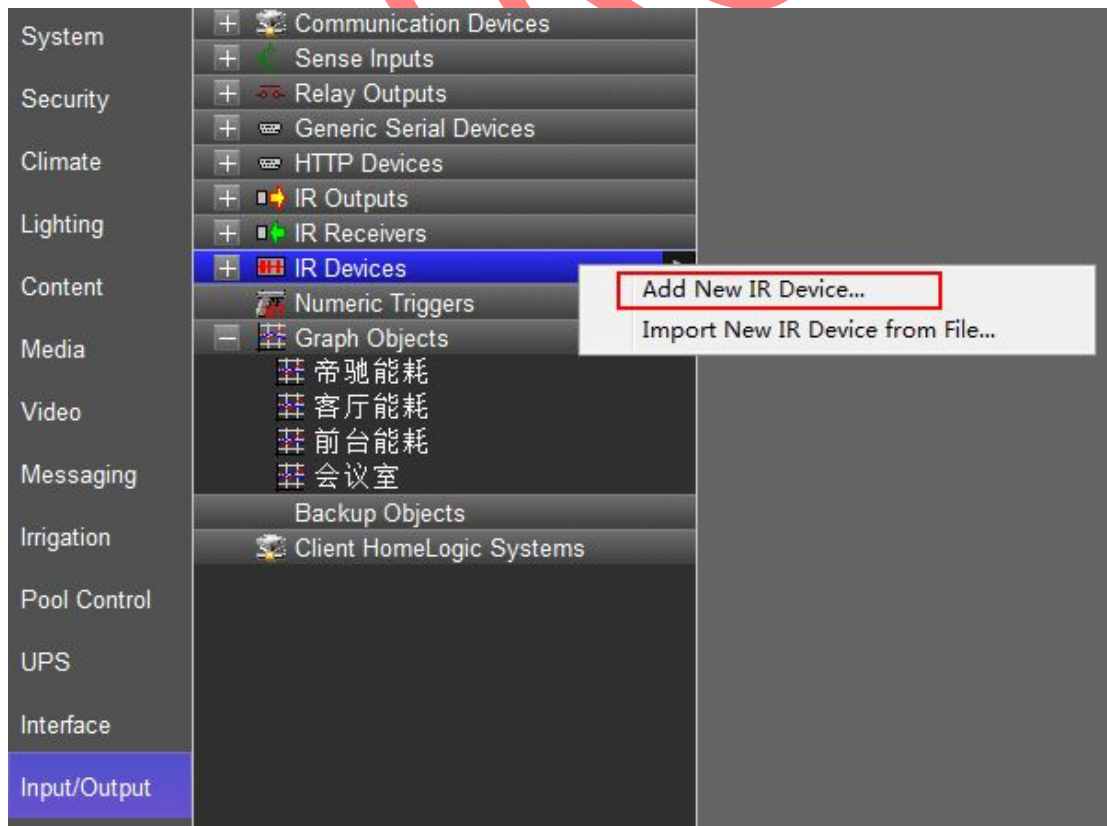 System
Security
Climate
Lighting
Content
Media
Video
Messaging
Irrigation
Pool Control
UPS
Interface
Input/Output
Communication Devices
Sense Inputs
Relay Outputs
Generic Serial Devices
HTTP Devices
IR Outputs
IR Receivers
IR Devices
Numeric Triggers
Graph Objects
帝驰能耗
客厅能耗
前台能耗
会议室
Backup Objects
Client HomeLogic Systems
Add New IR Device...
Import New IR Device from File...